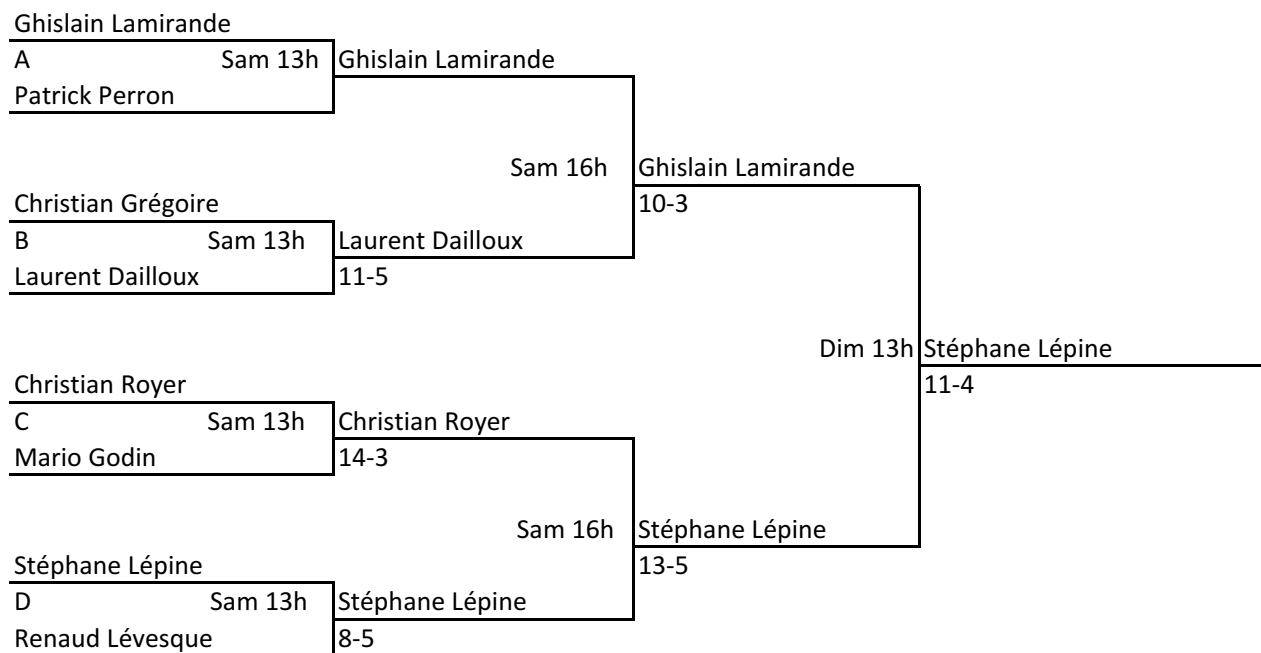 Ghislain Lamirande
A Sam 13h Ghislain Lamirande
Patrick Perron
Sam 16h Ghislain Lamirande
Christian Grégoire 10-3
B Sam 13h Laurent Dailloux
Laurent Dailloux 11-5
Dim 13h Stéphane Lépine
Christian Royer 11-4
C Sam 13h Christian Royer
Mario Godin 14-3
Sam 16h Stéphane Lépine
Stéphane Lépine 13-5
D Sam 13h Stéphane Lépine
Renaud Lévesque 8-5